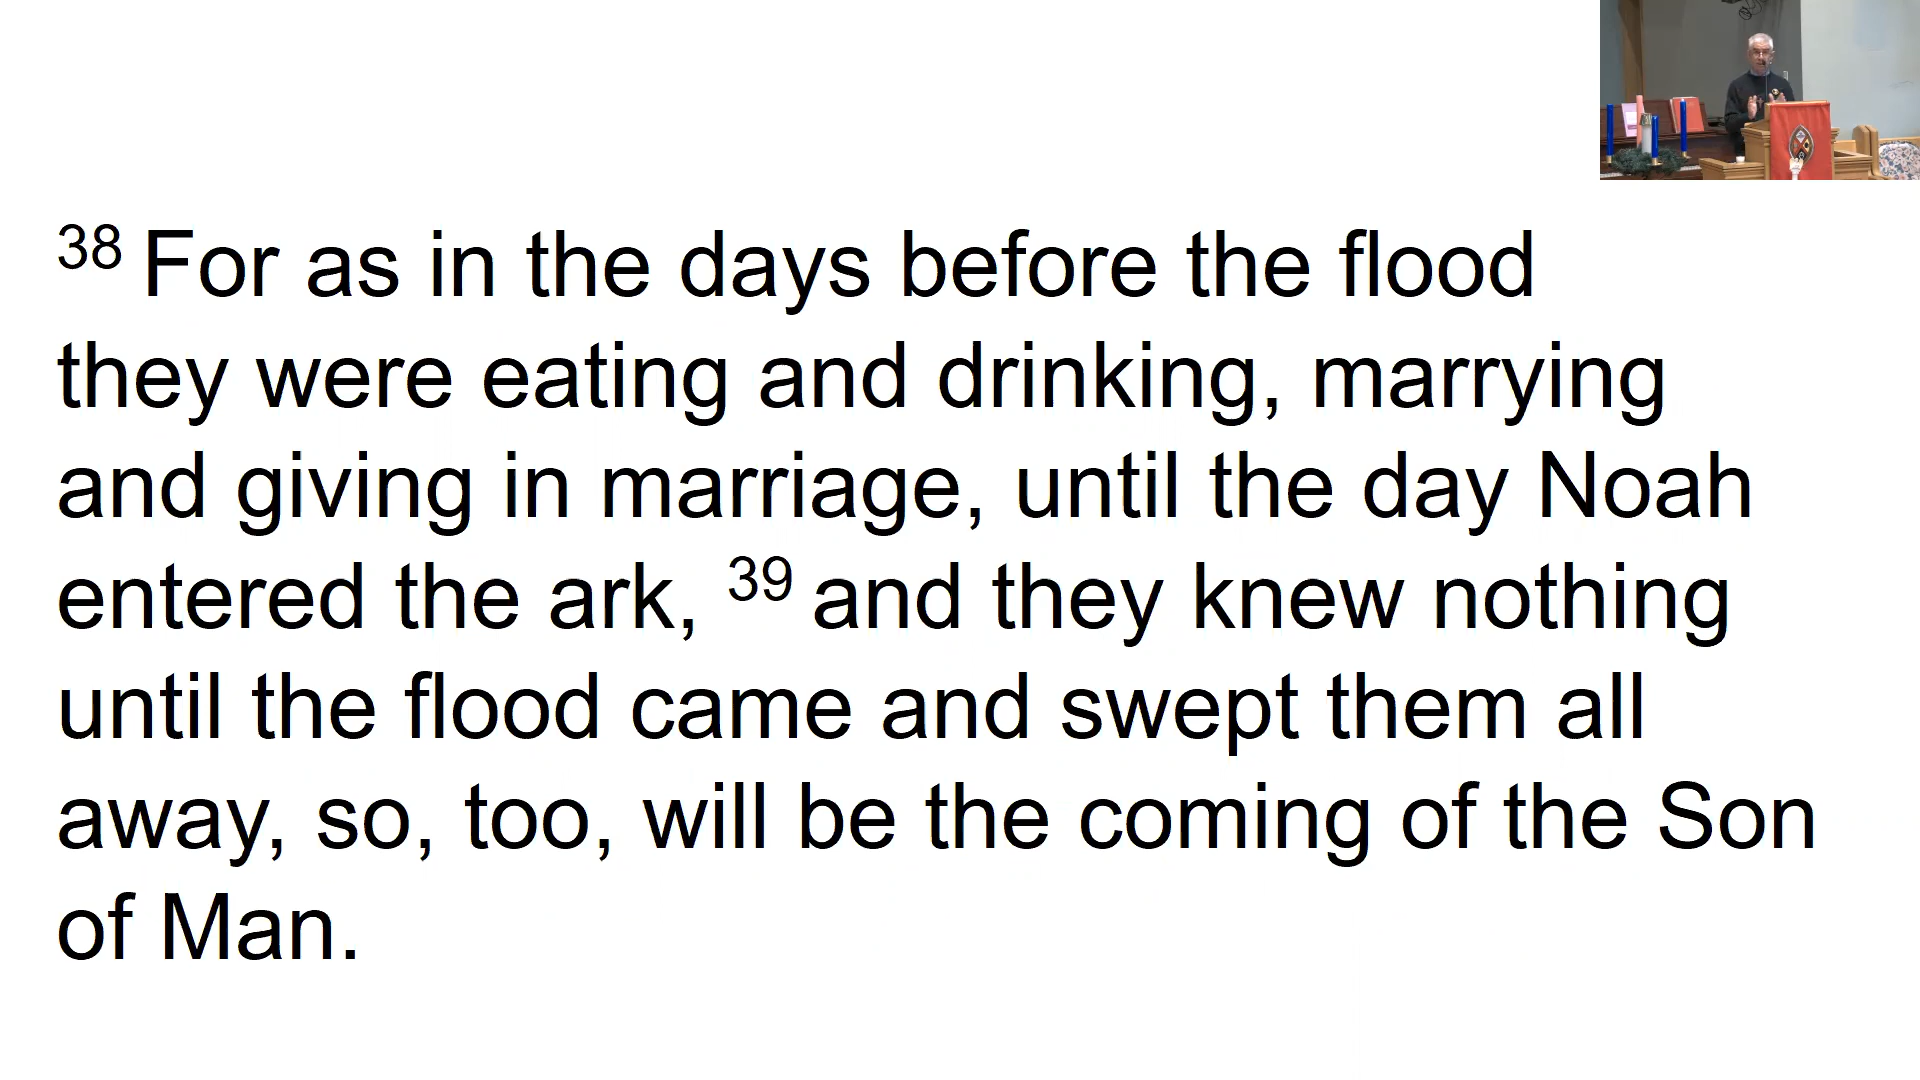 38 For as in the days before the flood
they were eating and drinking, marrying
and giving in marriage, until the day Noah
entered the ark, 39 and they knew nothing
until the flood came and swept them all
away, so, too, will be the coming of the Son
of Man.